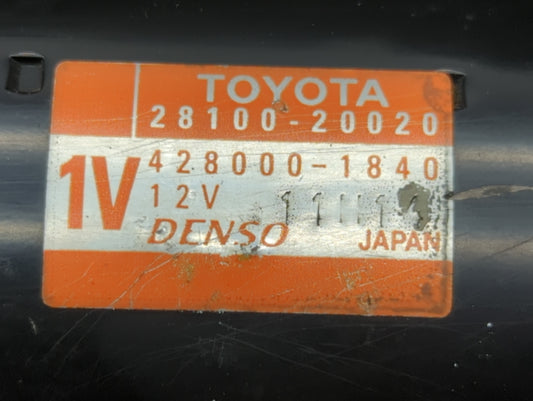 TOYOTA
28100-20020
1V
428000-1840
12V
DENSO
JAPAN